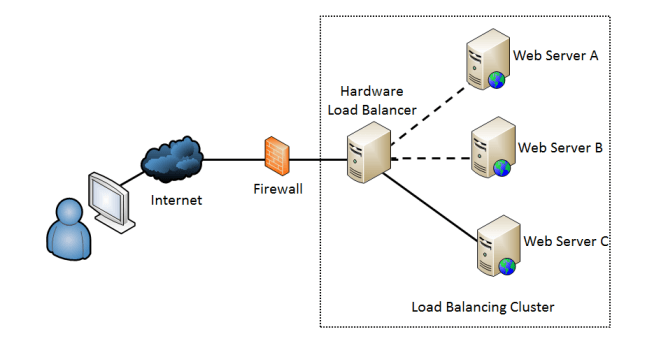 Web Server A
Hardware
Load Balancer
Web Server B
Internet
Firewall
Web Server C
Load Balancing Cluster